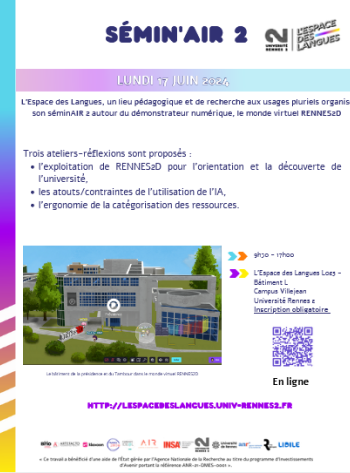 SÉMIN'AIR 2
UNIVERSITÉ
RENNES 2
L'ESPACE
DES
LANGUES
LUNDI 17 JUIN 2024
L'Espace des Langues, un lieu pédagogique et de recherche aux usages pluriels organis
son séminAIR 2 autour du démonstrateur numérique, le monde virtuel RENNES2D
Trois ateliers-réflexions sont proposés :
• l'exploitation de RENNES2D pour l'orientation et la découverte de
l'université,
• les atouts/contraintes de l'utilisation de l'IA,
• l'ergonomie de la catégorisation des ressources.
9h30 - 17h00
L'Espace des Langues L025 -
Bâtiment L
Campus Villejean
Université Rennes 2
Inscription obligatoire
Le bâtiment de la présidence et du Tambour dans le monde virtuel RENNES2D
En ligne
HTTP://LESPACEDESLANGUES.UNIV-RENNES2.FR
AIR
INSA
LIDILE
« Ce travail a bénéficié d'une aide de l'État gérée par l'Agence Nationale de la Recherche au titre du programme d'Investissements
d'Avenir portant la référence ANR-21-DMES-0001 ».